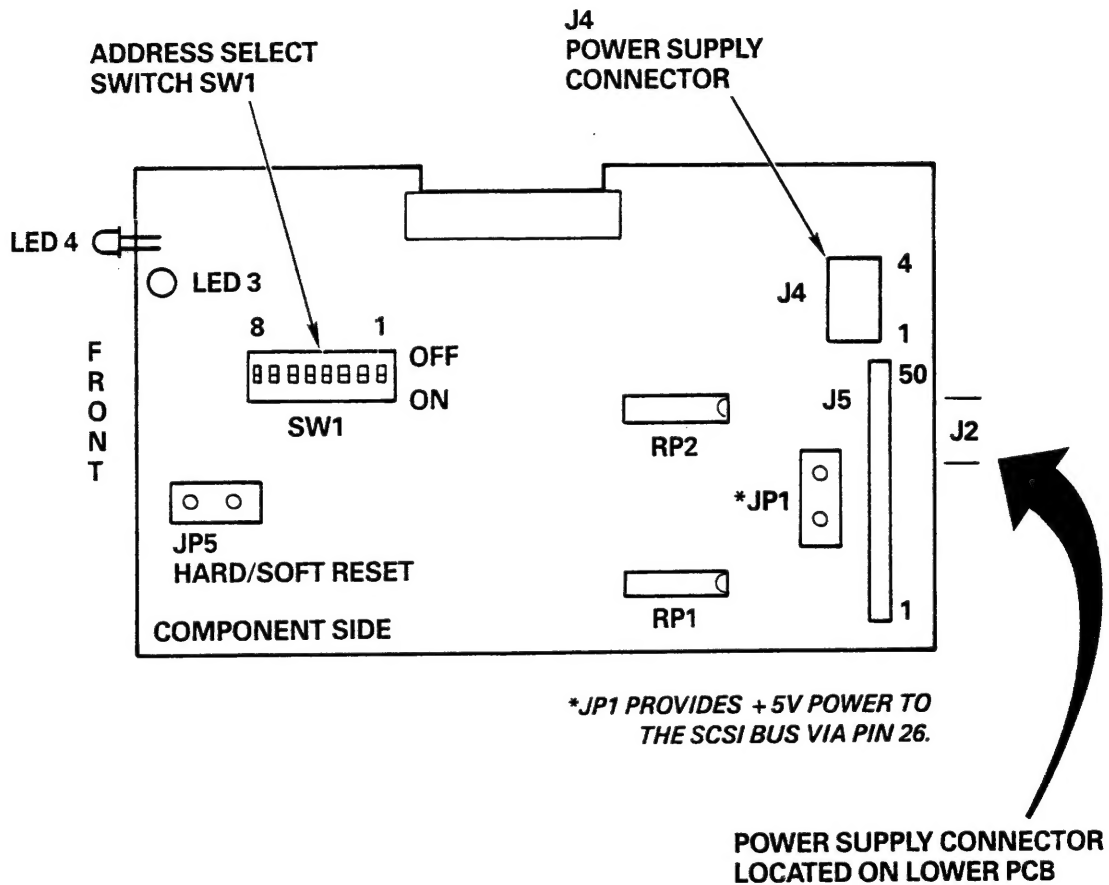 J4
POWER SUPPLY
CONNECTOR
ADDRESS SELECT
SWITCH SW1
LED 4
LED 3
J4
4
1
8 1
OFF
ON
SW1
FRONT
50
J5
J2
RP2
*JP1
JP5
HARD/SOFT RESET
RP1
1
COMPONENT SIDE
*JP1 PROVIDES +5V POWER TO
THE SCSI BUS VIA PIN 26.
POWER SUPPLY CONNECTOR
LOCATED ON LOWER PCB